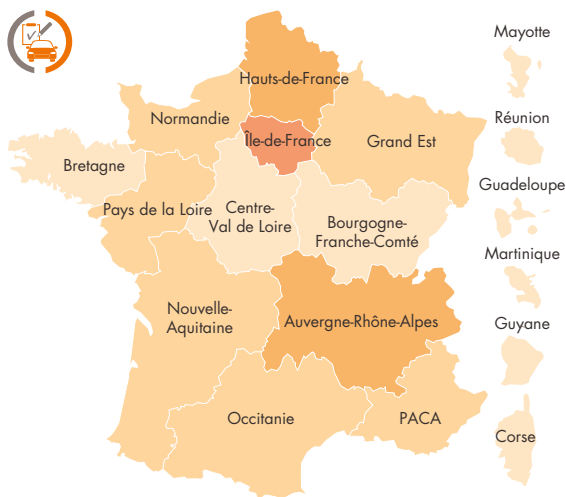 Mayotte
Hauts-de-France
Normandie
Réunion
Île-de-France
Grand Est
Bretagne
Guadeloupe
Pays de la Loire
Centre-
Val de Loire
Bourgogne-
Franche-Comté
Martinique
Nouvelle-
Aquitaine
Auvergne-Rhône-Alpes
Guyane
Occitanie
PACA
Corse